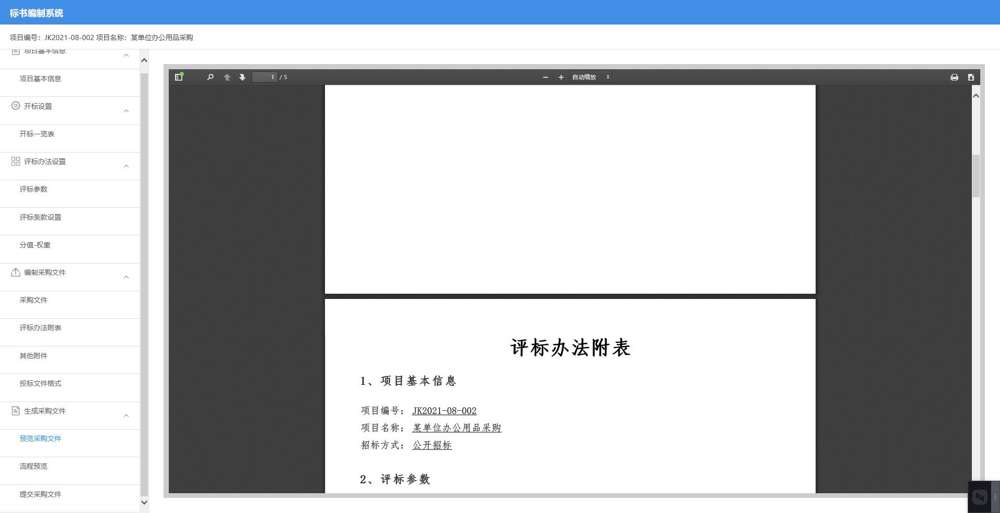 标书编制系统
项目编号：JK2021-08-002 项目名称：某单位办公用品采购
项目基本信息
项目基本信息
开标设置
开标一览表
评标办法设置
评标参数
评标条款设置
分值-权重
编制采购文件
采购文件
评标办法附表
其他附件
投标文件格式
生成采购文件
预览采购文件
流程预览
提交采购文件
1 / 5
自动缩放
评标办法附表
1、项目基本信息
项目编号： JK2021-08-002
项目名称： 某单位办公用品采购
招标方式： 公开招标
2、评标参数